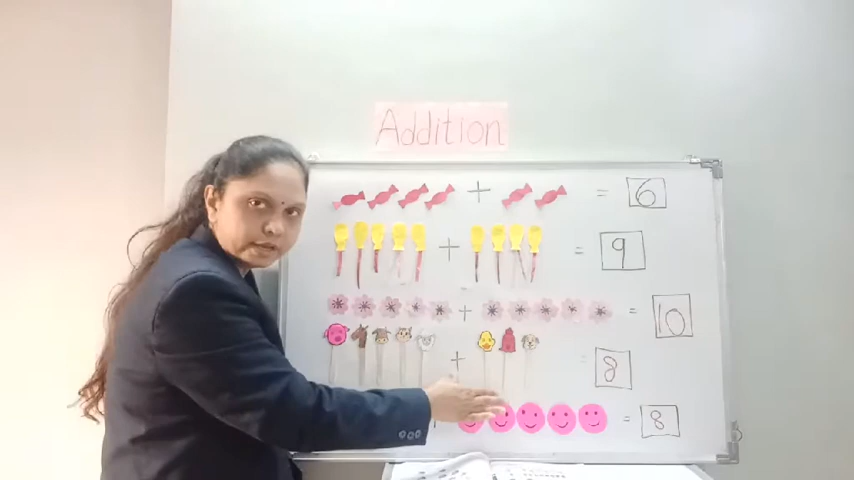 Addition
+ = 6
+ = 9
+ = 10
+ = 8
= 8